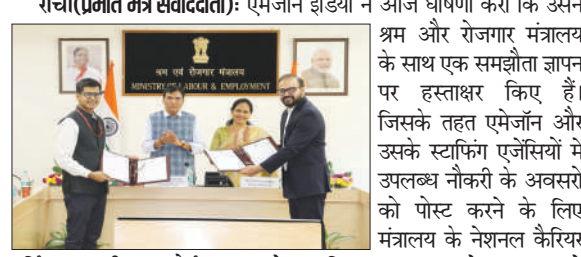 रांची(प्रभात मंत्र संवाददाता): एमेजॉन इंडिया ने आज घोषणा करी कि उसने
श्रम और रोजगार मंत्रालय
के साथ एक समझौता ज्ञापन
पर हस्ताक्षर किए हैं।
जिसके तहत एमेजॉन और
उसके स्टाफिंग एजेंसियों मे
उपलब्ध नौकरी के अवसरो
को पोस्ट करने के लिए
मंत्रालय के नेशनल कैरियर
श्रम एवं रोजगार मंत्रालय
MINISTRY OF LABOUR & EMPLOYMENT